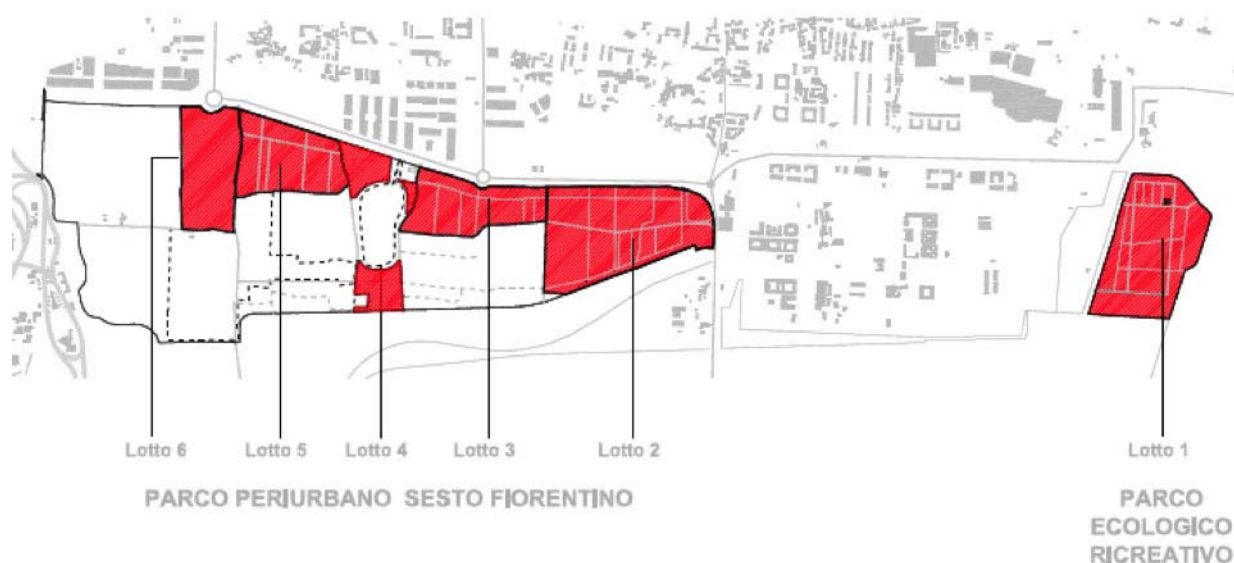 Lotto 6 Lotto 5 Lotto 4 Lotto 3 Lotto 2 Lotto 1
PARCO PERIURBANO SESTO FIORENTINO
PARCO
ECOLOGICO
RICREATIVO